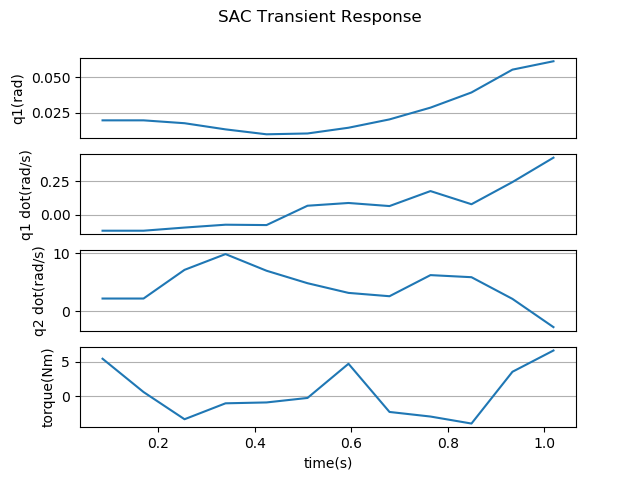 SAC Transient Response
q1(rad)
0.050
0.025
q1 dot(rad/s)
0.25
0.00
q2 dot(rad/s)
10
0
torque(Nm)
5
0
0.2 0.4 0.6 0.8 1.0
time(s)